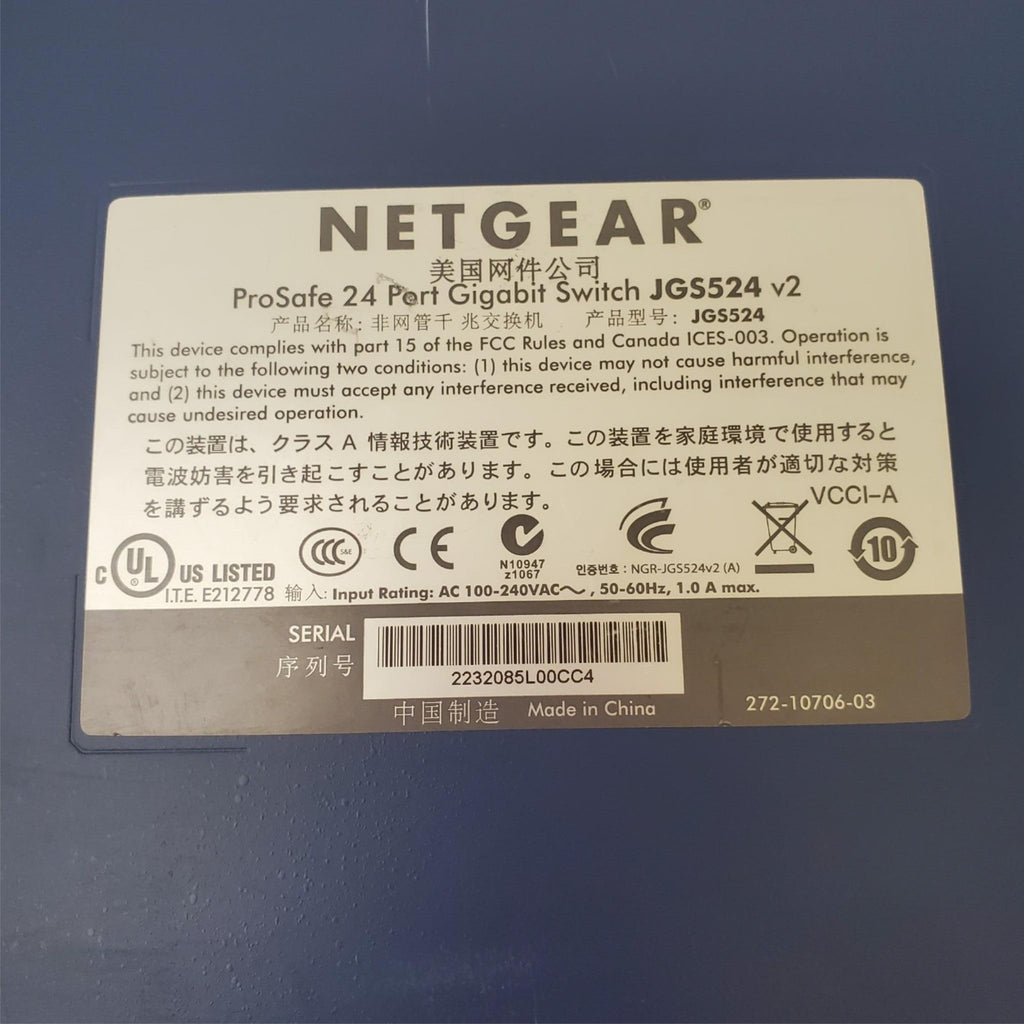 NETGEAR®
美国网件公司
ProSafe 24 Port Gigabit Switch JGS524 v2
产品名称: 非网管千 兆交换机 产品型号: JGS524
This device complies with part 15 of the FCC Rules and Canada ICES-003. Operation is
subject to the following two conditions: (1) this device may not cause harmful interference,
and (2) this device must accept any interference received, including interference that may
cause undesired operation.
この装置は、クラス A 情報技術装置です。この装置を家庭環境で使用すると
電波妨害を引き起こすことがあります。この場合には使用者が適切な対策
を講ずるよう要求されることがあります。
VCCI-A
C UL US LISTED
I.T.E. E212778
CCC S&E
CE
N10947
z1067
인증번호 : NGR-JGS524v2 (A)
10
输入: Input Rating: AC 100-240VAC～ , 50-60Hz, 1.0 A max.
SERIAL
序列号
2232085L00CC4
中国制造 Made in China
272-10706-03